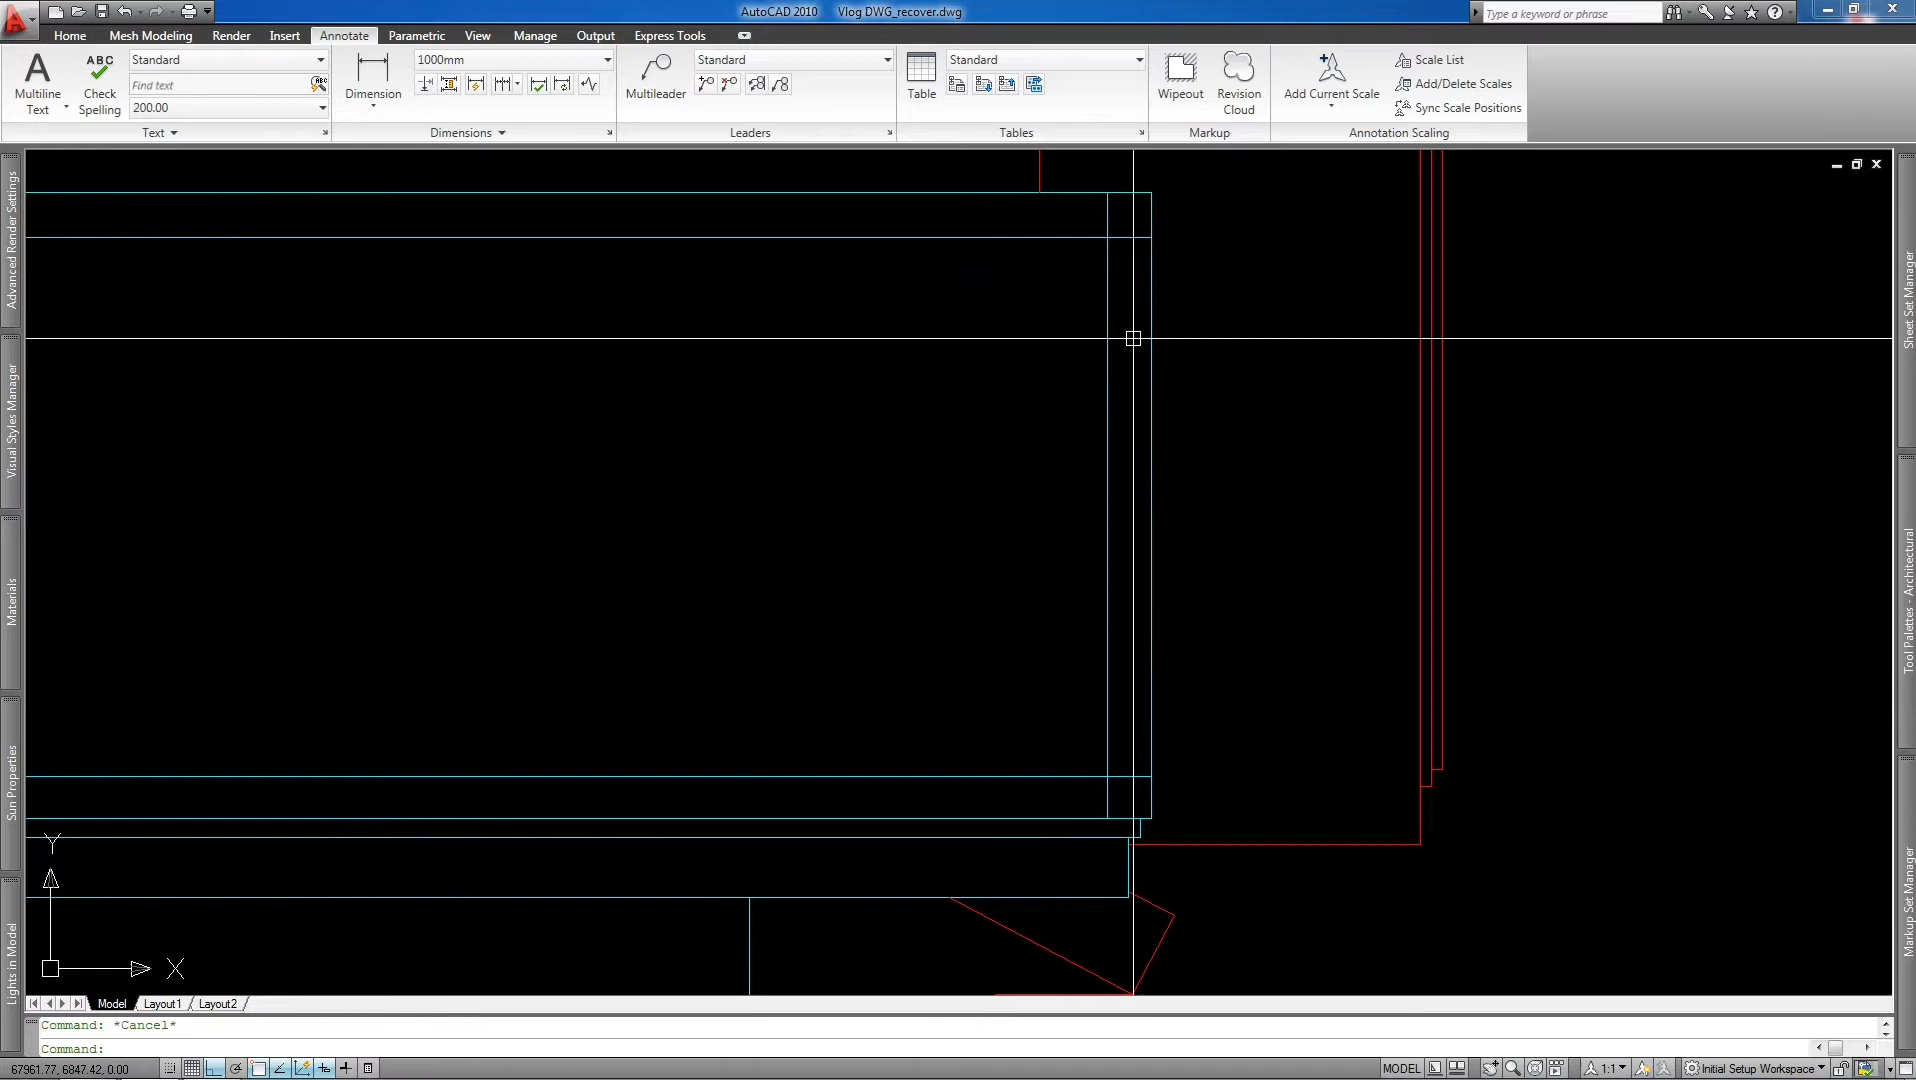 AutoCAD 2010 Vlog DWG_recover.dwg
Type a keyword or phrase
Home Mesh Modeling Render Insert Annotate Parametric View Manage Output Express Tools
A ABC Standard 1000mm Standard Standard Scale List
Multiline Text
Check Spelling
Find text
200.00
Dimension
Multileader
Table
Wipeout
Revision Cloud
Add Current Scale
Add/Delete Scales
Sync Scale Positions
Text Dimensions Leaders Tables Markup Annotation Scaling
Advanced Render Settings
Visual Styles Manager
Materials
Sun Properties
Lights in Model
Sheet Set Manager
Tool Palettes - Architectural
Markup Set Manager
Y
X
Model Layout1 Layout2
Command: *Cancel*
Command:
67961.77, 6847.42, 0.00 MODEL 1:1 Initial Setup Workspace